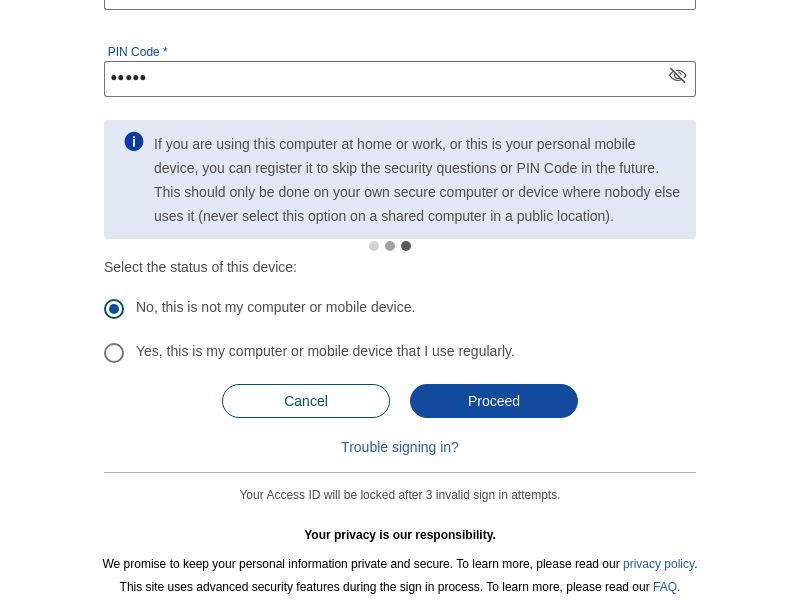 PIN Code *
•••••
If you are using this computer at home or work, or this is your personal mobile
device, you can register it to skip the security questions or PIN Code in the future.
This should only be done on your own secure computer or device where nobody else
uses it (never select this option on a shared computer in a public location).
Select the status of this device:
No, this is not my computer or mobile device.
Yes, this is my computer or mobile device that I use regularly.
Cancel Proceed
Trouble signing in?
Your Access ID will be locked after 3 invalid sign in attempts.
Your privacy is our responsibility.
We promise to keep your personal information private and secure. To learn more, please read our privacy policy.
This site uses advanced security features during the sign in process. To learn more, please read our FAQ.